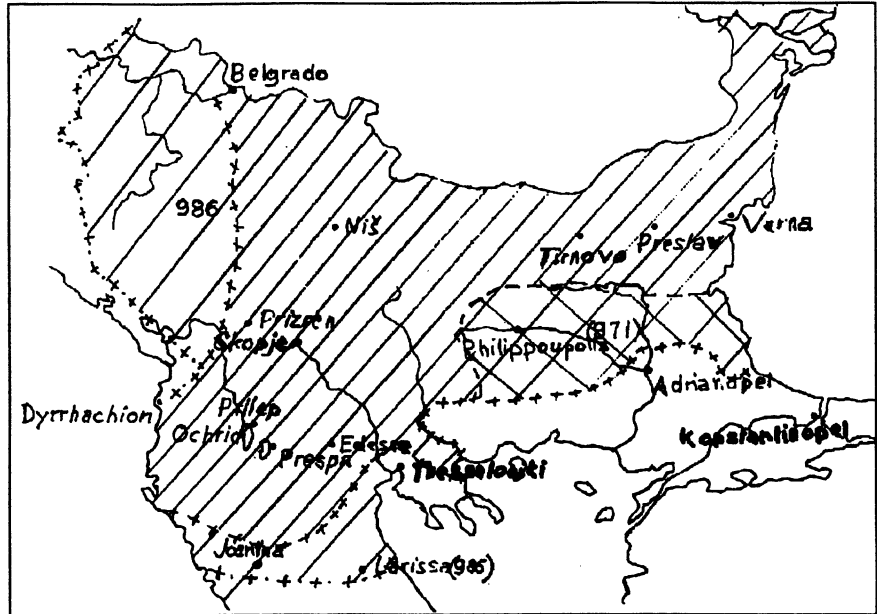 Belgrado
986
Niš
Tirnovo
Preslav
Varna
Prizren
Skopje
(971)
Philippoupolis
Adrianopel
Dyrrhachion
Prilep
Ochrid
Prespa
Edessa
Thessaloniki
Konstantinopel
Joanina
Larissa (985)